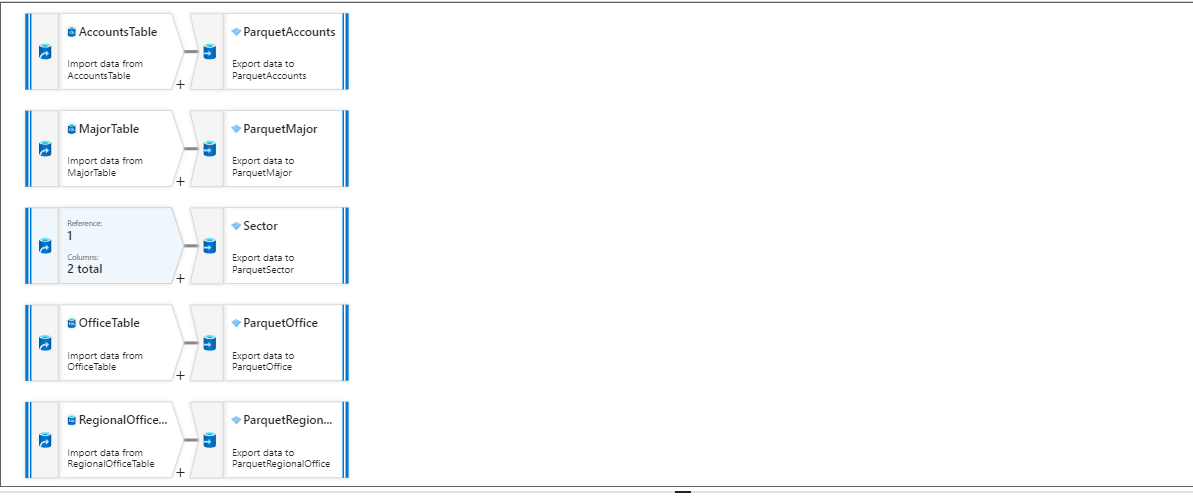 AccountsTable
Import data from
AccountsTable
+
ParquetAccounts
Export data to
ParquetAccounts
MajorTable
Import data from
MajorTable
+
ParquetMajor
Export data to
ParquetMajor
Reference:
1
Columns:
2 total
+
Sector
Export data to
ParquetSector
OfficeTable
Import data from
OfficeTable
+
ParquetOffice
Export data to
ParquetOffice
RegionalOffice...
Import data from
RegionalOfficeTable
+
ParquetRegion...
Export data to
ParquetRegionalOffice